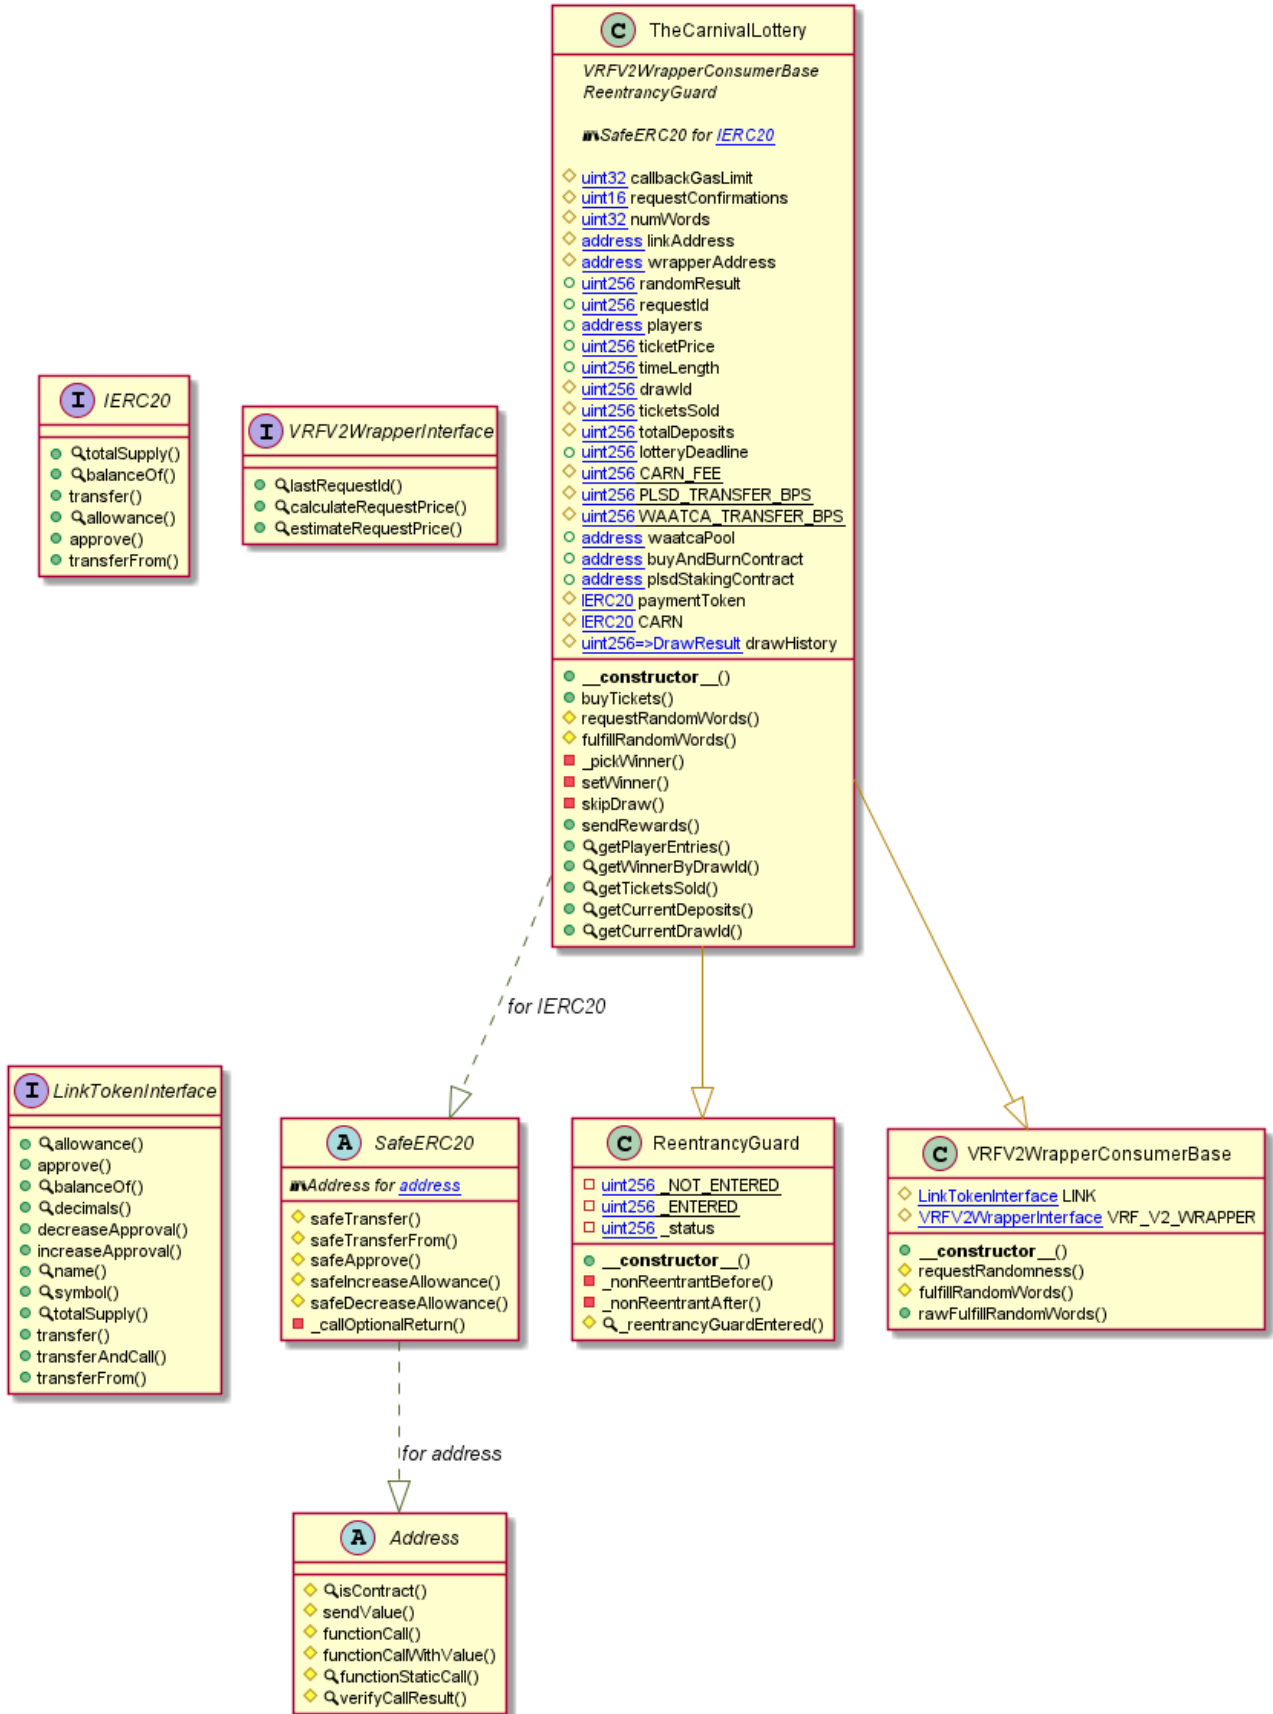 C TheCarnivalLottery
VRFV2WrapperConsumerBase
ReentrancyGuard
SafeERC20 for IERC20
uint32 callbackGasLimit
uint16 requestConfirmations
uint32 numWords
address linkAddress
address wrapperAddress
uint256 randomResult
uint256 requestId
address players
uint256 ticketPrice
uint256 timeLength
uint256 drawId
uint256 ticketsSold
uint256 totalDeposits
uint256 lotteryDeadline
uint256 CARN_FEE
uint256 PLSD_TRANSFER_BPS
uint256 WAATCA_TRANSFER_BPS
address waatcaPool
address buyAndBurnContract
address plsdStakingContract
IERC20 paymentToken
IERC20 CARN
uint256=>DrawResult drawHistory
__constructor__()
buyTickets()
requestRandomWords()
fulfillRandomWords()
_pickWinner()
setWinner()
skipDraw()
sendRewards()
getPlayerEntries()
getWinnerByDrawId()
getTicketsSold()
getCurrentDeposits()
getCurrentDrawId()
I IERC20
totalSupply()
balanceOf()
transfer()
allowance()
approve()
transferFrom()
I VRFV2WrapperInterface
lastRequestId()
calculateRequestPrice()
estimateRequestPrice()
for IERC20
I LinkTokenInterface
allowance()
approve()
balanceOf()
decimals()
decreaseApproval()
increaseApproval()
name()
symbol()
totalSupply()
transfer()
transferAndCall()
transferFrom()
A SafeERC20
Address for address
safeTransfer()
safeTransferFrom()
safeApprove()
safeIncreaseAllowance()
safeDecreaseAllowance()
_callOptionalReturn()
C ReentrancyGuard
uint256 _NOT_ENTERED
uint256 _ENTERED
uint256 _status
__constructor__()
_nonReentrantBefore()
_nonReentrantAfter()
_reentrancyGuardEntered()
C VRFV2WrapperConsumerBase
LinkTokenInterface LINK
VRFV2WrapperInterface VRF_V2_WRAPPER
__constructor__()
requestRandomness()
fulfillRandomWords()
rawFulfillRandomWords()
for address
A Address
isContract()
sendValue()
functionCall()
functionCallWithValue()
functionStaticCall()
verifyCallResult()